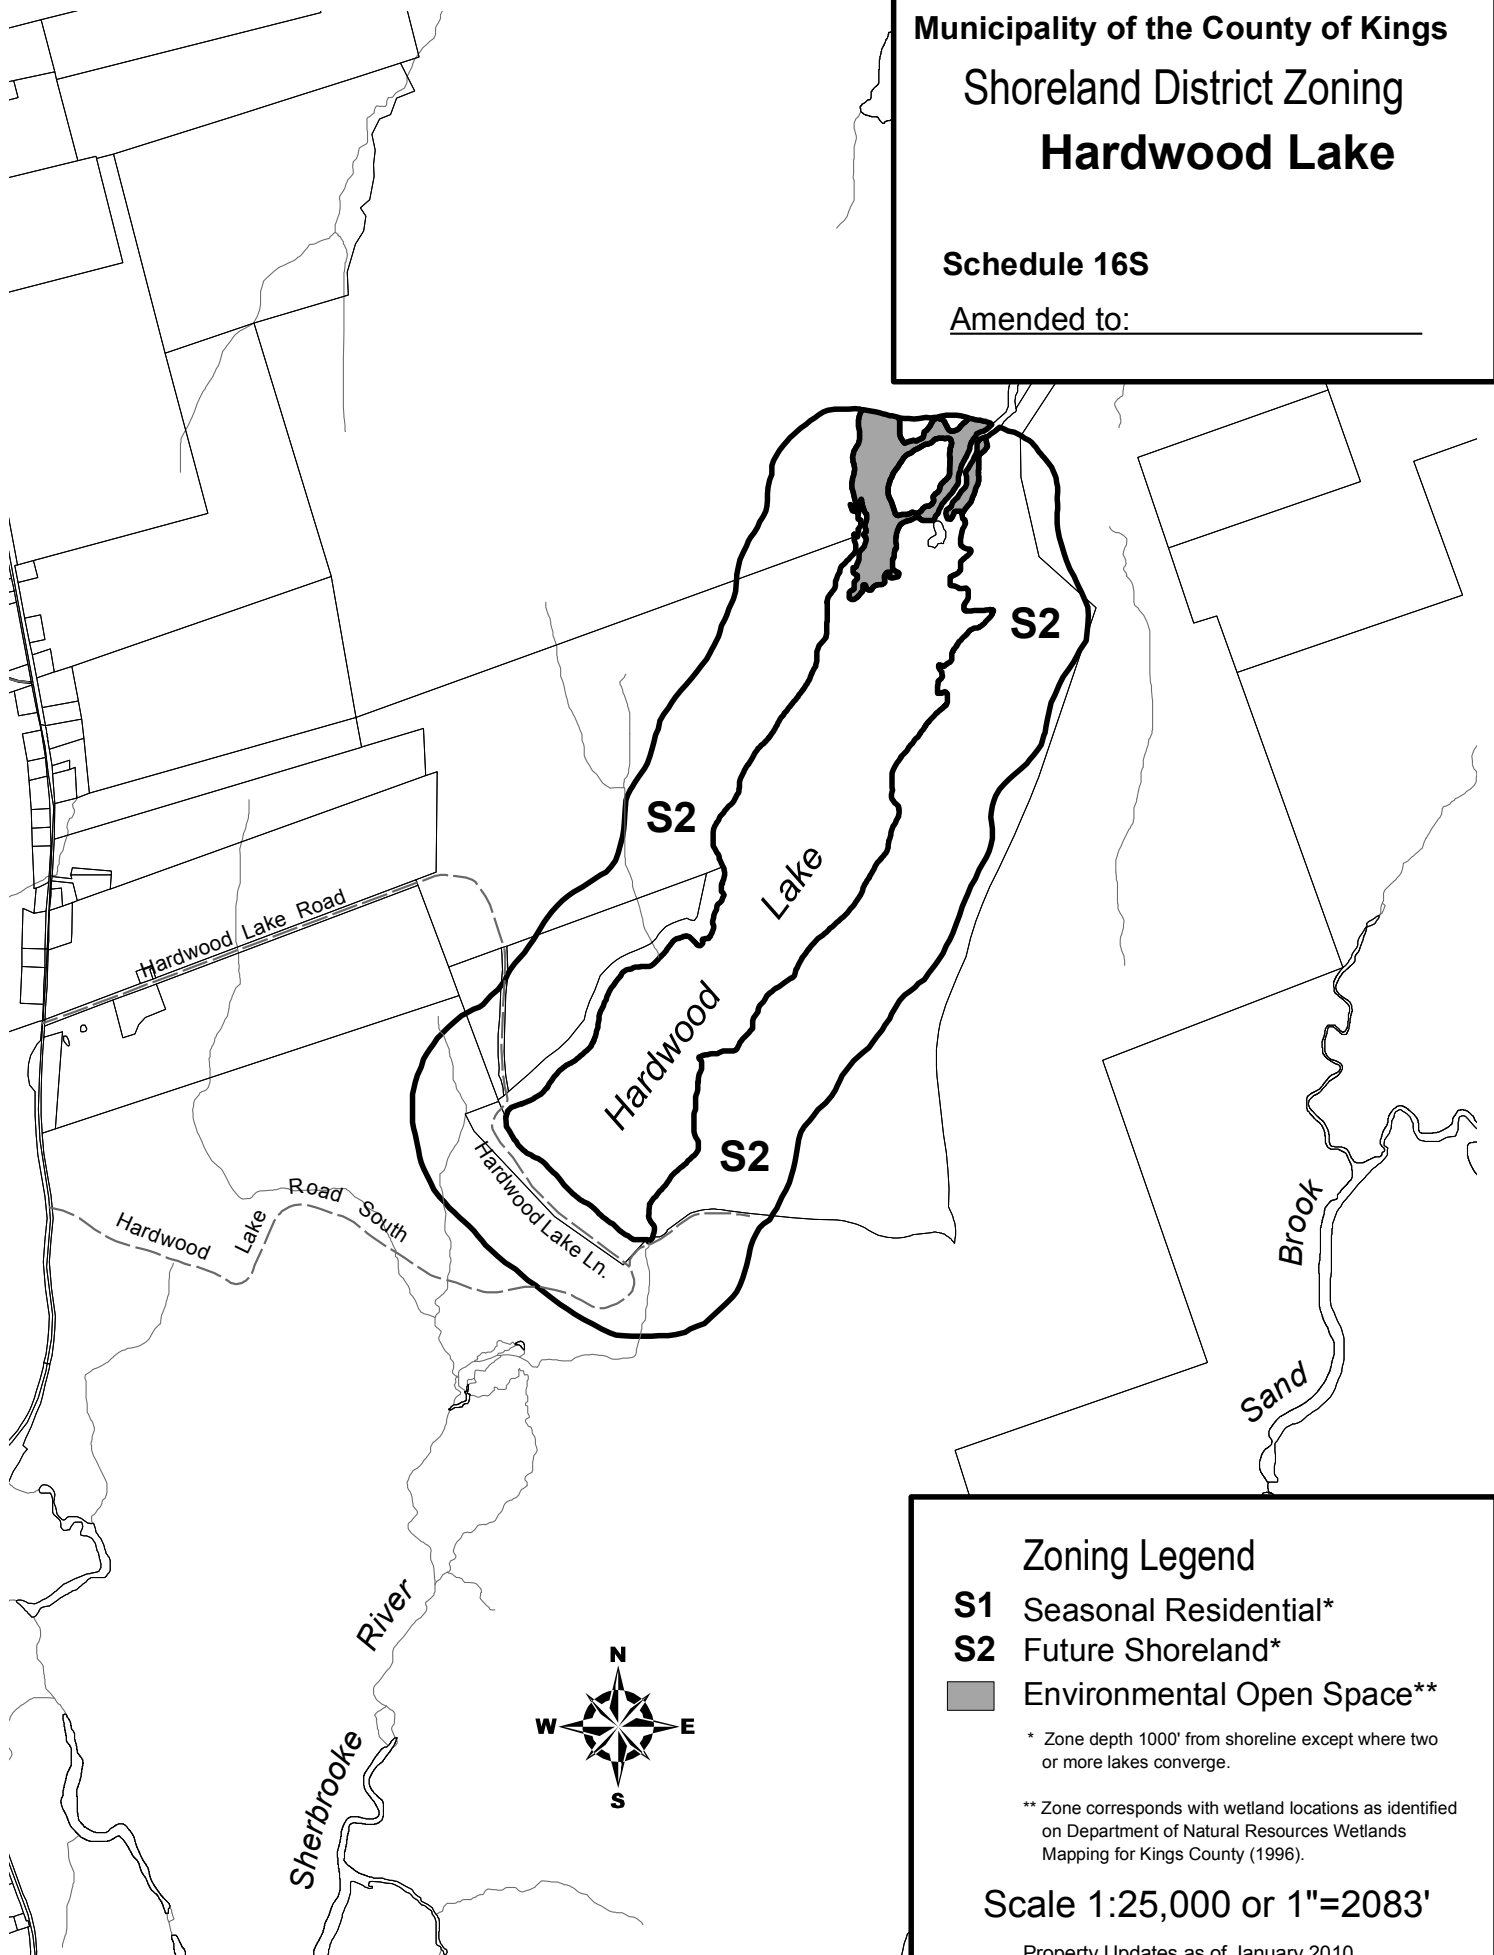 Municipality of the County of Kings
Shoreland District Zoning
Hardwood Lake
Schedule 16S
Amended to:
S2
S2
Lake
Hardwood Lake Road
Hardwood
S2
Hardwood Lake Ln.
Hardwood Lake Road South
Brook
Sand
River
Sherbrooke
N
W E
S
Zoning Legend
S1 Seasonal Residential*
S2 Future Shoreland*
Environmental Open Space**
* Zone depth 1000' from shoreline except where two
or more lakes converge.
** Zone corresponds with wetland locations as identified
on Department of Natural Resources Wetlands
Mapping for Kings County (1996).
Scale 1:25,000 or 1"=2083'
Property Updates as of January 2010